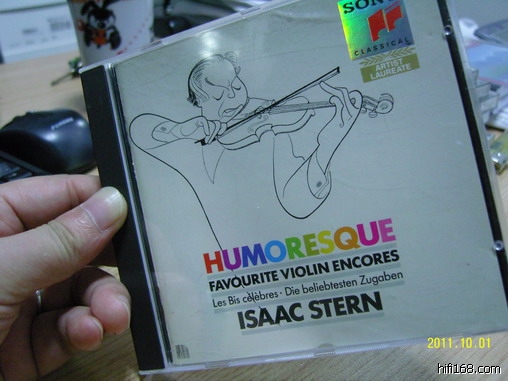 SONY
CLASSICAL
ARTIST
LAUREATE
HUMORESQUE
FAVOURITE VIOLIN ENCORES
Les Bis célèbres · Die beliebtesten Zugaben
ISAAC STERN
2011.10.01
hifi168.com